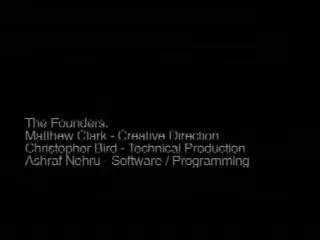 The Founders.
Matthew Clark - Creative Direction
Christopher Bird - Technical Production
Ashraf Nehru - Software / Programming